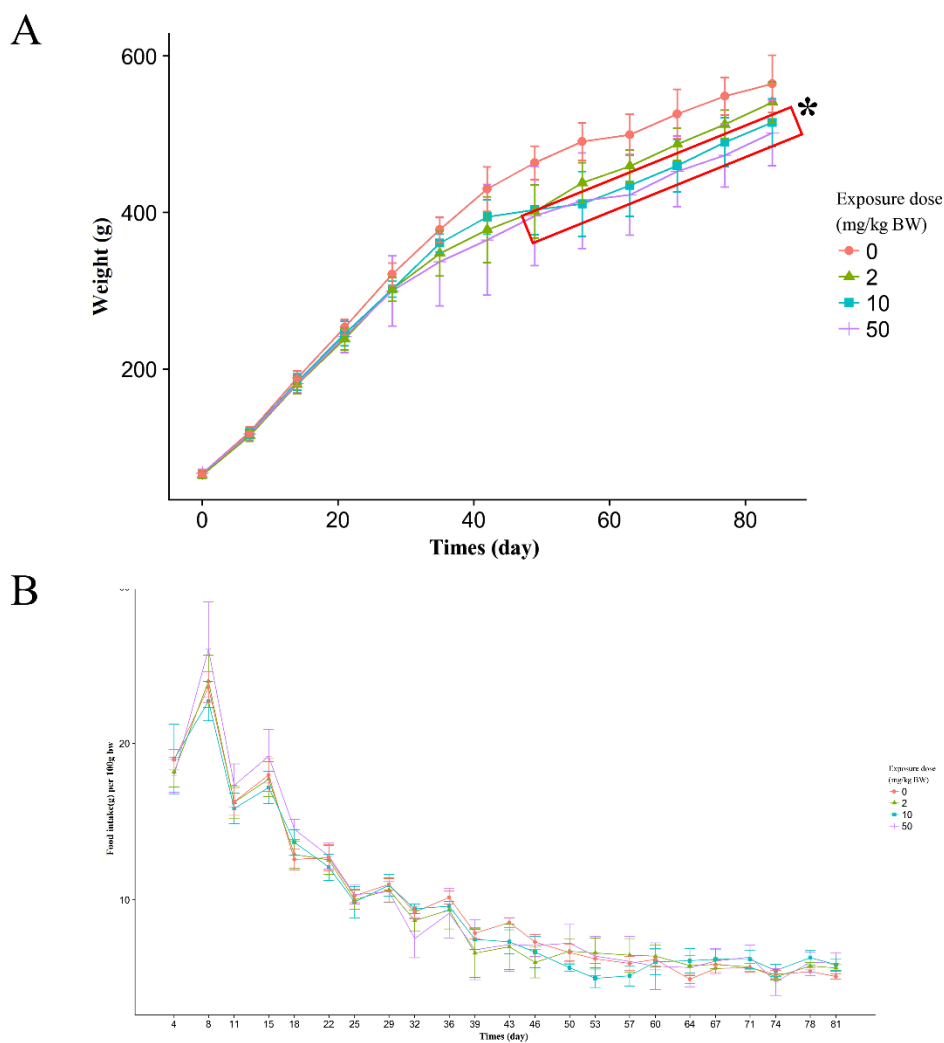 A
600
400
200
Weight (g)
0
20
40
60
80
Times (day)
*
Exposure dose
(mg/kg BW)
0
2
10
50
B
20
10
Food intake(g) per 100g bw
4 8 11 15 18 22 25 29 32 36 39 43 46 50 53 57 60 64 67 71 74 78 81
Times (day)
Exposure dose
(mg/kg BW)
0
2
10
50